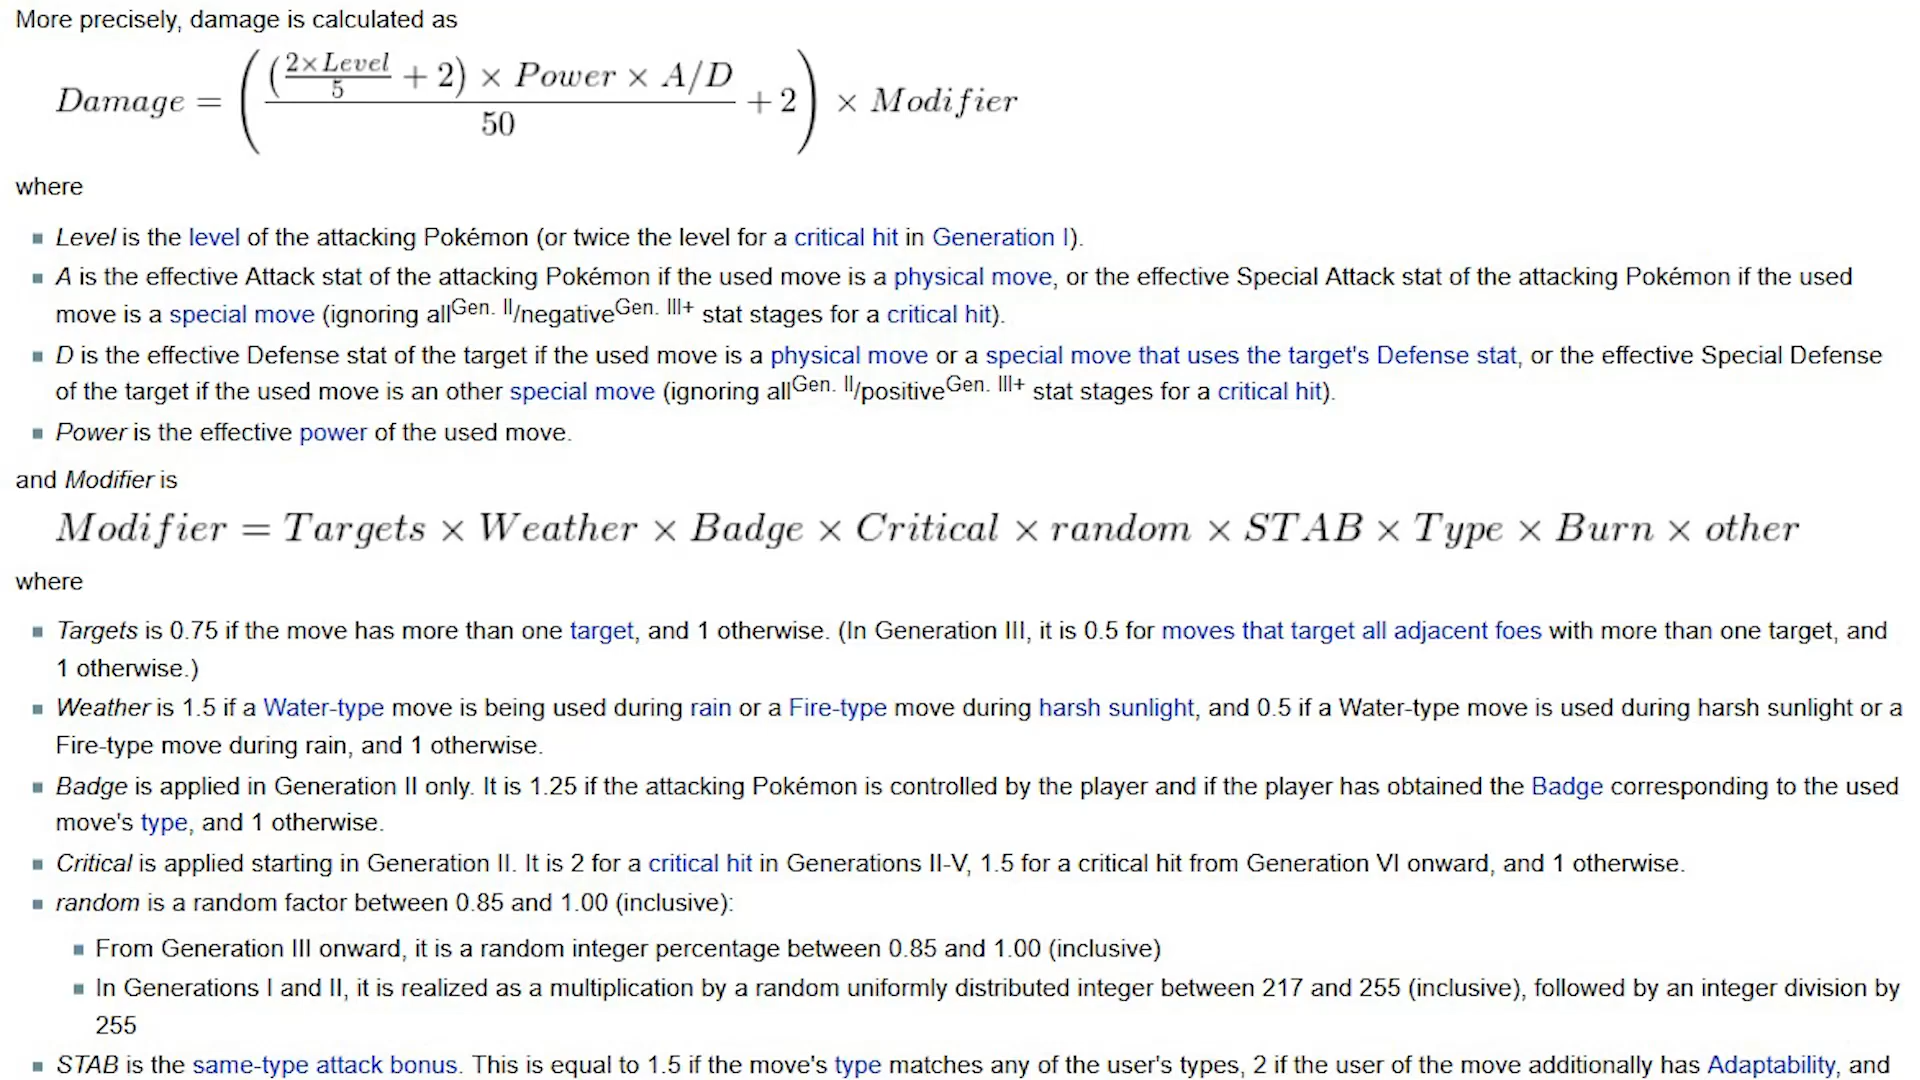 More precisely, damage is calculated as
Damage = ( ((2×Level/5 + 2) × Power × A/D)/50 + 2 ) × Modifier
where
Level is the level of the attacking Pokémon (or twice the level for a critical hit in Generation I).
A is the effective Attack stat of the attacking Pokémon if the used move is a physical move, or the effective Special Attack stat of the attacking Pokémon if the used
move is a special move (ignoring allGen. II/negativeGen. III+ stat stages for a critical hit).
D is the effective Defense stat of the target if the used move is a physical move or a special move that uses the target's Defense stat, or the effective Special Defense
of the target if the used move is an other special move (ignoring allGen. II/positiveGen. III+ stat stages for a critical hit).
Power is the effective power of the used move.
and Modifier is
Modifier = Targets × Weather × Badge × Critical × random × STAB × Type × Burn × other
where
Targets is 0.75 if the move has more than one target, and 1 otherwise. (In Generation III, it is 0.5 for moves that target all adjacent foes with more than one target, and
1 otherwise.)
Weather is 1.5 if a Water-type move is being used during rain or a Fire-type move during harsh sunlight, and 0.5 if a Water-type move is used during harsh sunlight or a
Fire-type move during rain, and 1 otherwise.
Badge is applied in Generation II only. It is 1.25 if the attacking Pokémon is controlled by the player and if the player has obtained the Badge corresponding to the used
move's type, and 1 otherwise.
Critical is applied starting in Generation II. It is 2 for a critical hit in Generations II-V, 1.5 for a critical hit from Generation VI onward, and 1 otherwise.
random is a random factor between 0.85 and 1.00 (inclusive):
From Generation III onward, it is a random integer percentage between 0.85 and 1.00 (inclusive)
In Generations I and II, it is realized as a multiplication by a random uniformly distributed integer between 217 and 255 (inclusive), followed by an integer division by
255
STAB is the same-type attack bonus. This is equal to 1.5 if the move's type matches any of the user's types, 2 if the user of the move additionally has Adaptability, and